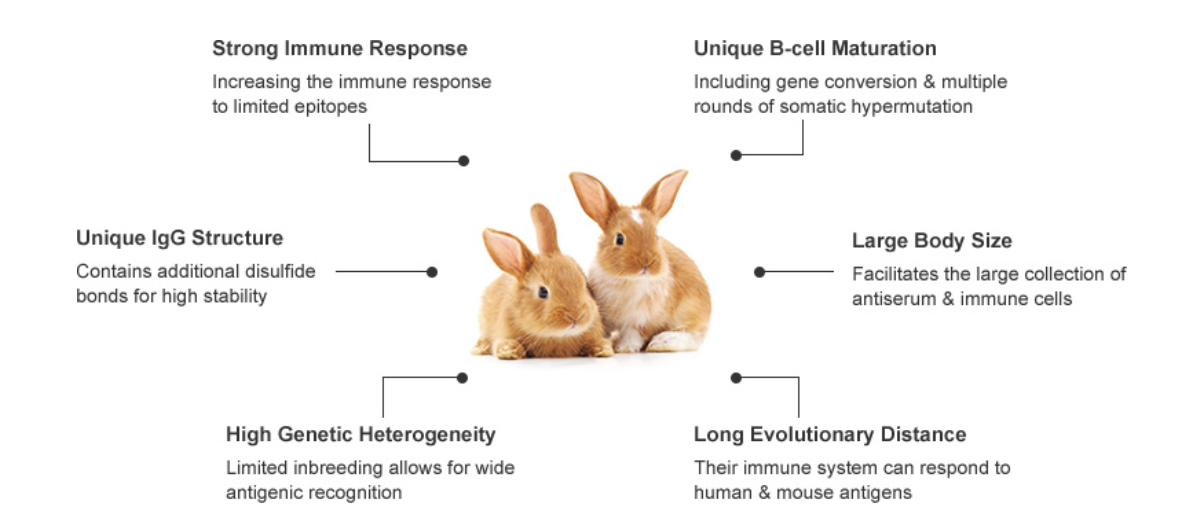 Strong Immune Response
Increasing the immune response
to limited epitopes
Unique B-cell Maturation
Including gene conversion & multiple
rounds of somatic hypermutation
Unique IgG Structure
Contains additional disulfide
bonds for high stability
Large Body Size
Facilitates the large collection of
antiserum & immune cells
High Genetic Heterogeneity
Limited inbreeding allows for wide
antigenic recognition
Long Evolutionary Distance
Their immune system can respond to
human & mouse antigens